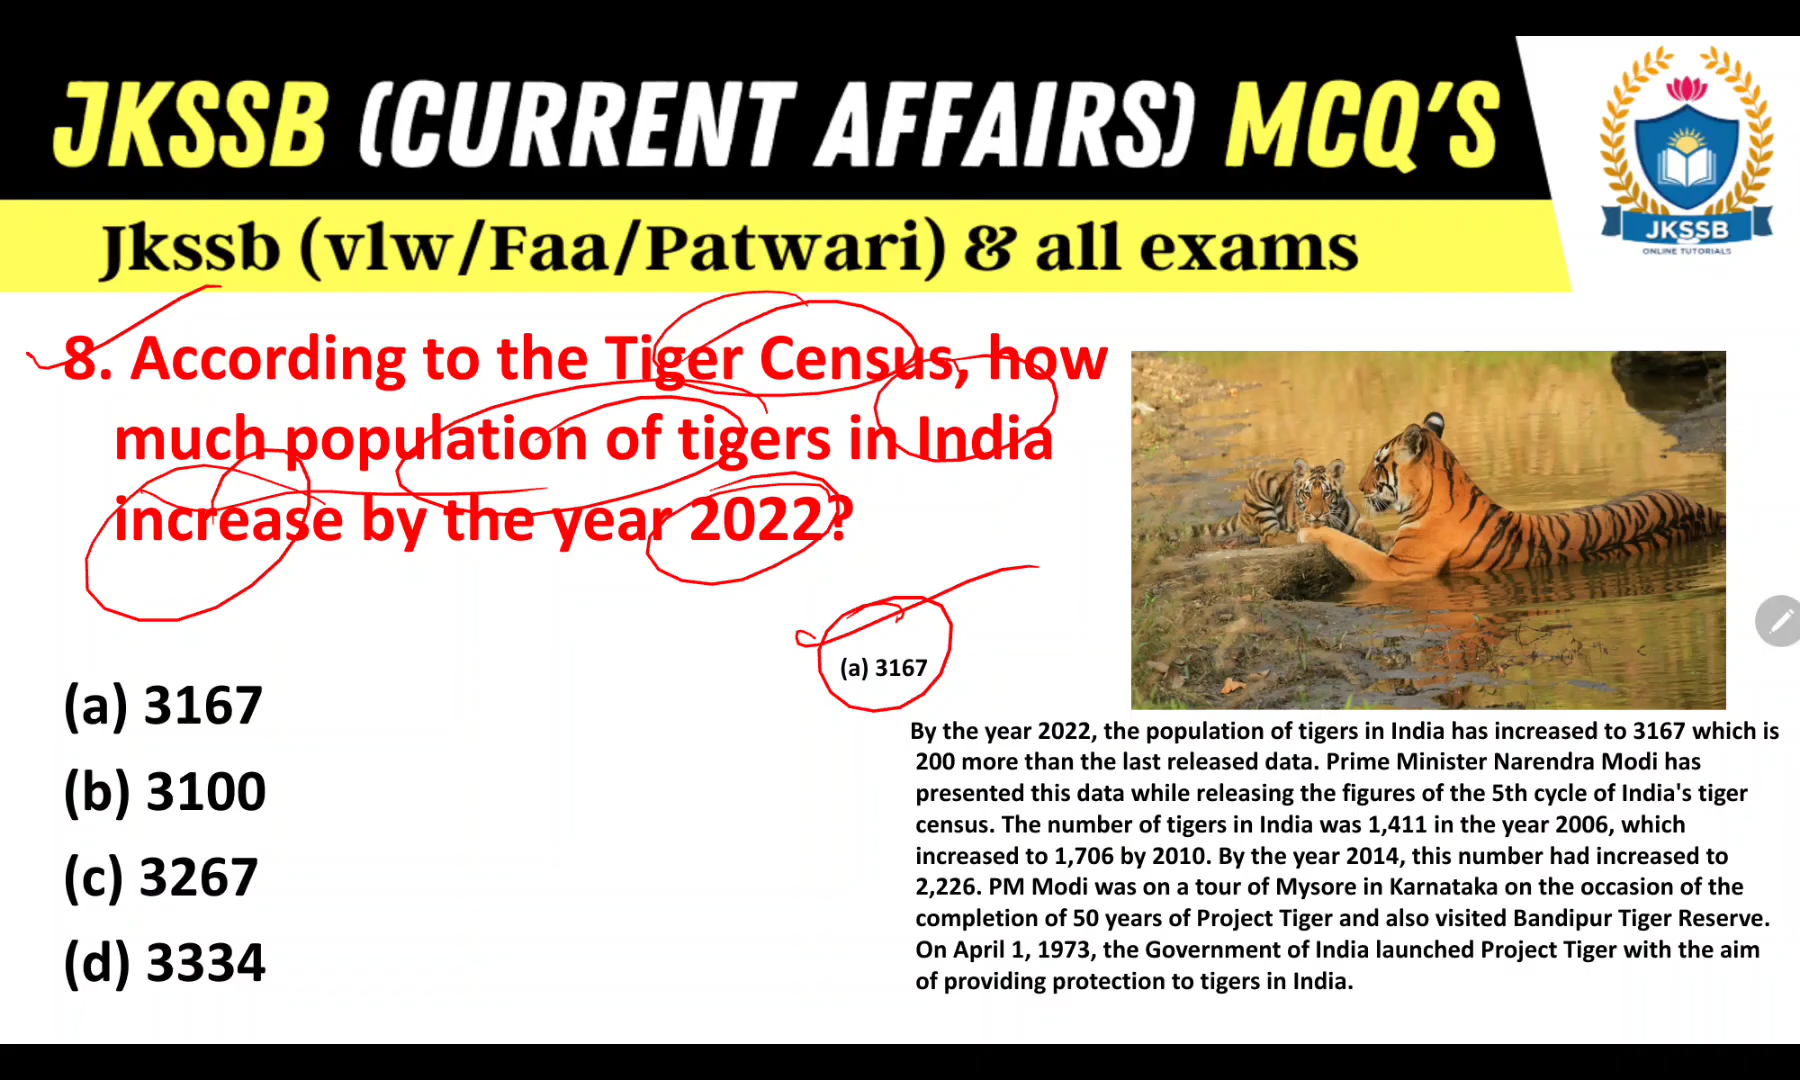 JKSSB (CURRENT AFFAIRS) MCQ'S
Jkssb (vlw/Faa/Patwari) & all exams
JKSSB
ONLINE TUTORIALS
8. According to the Tiger Census, how
much population of tigers in India
increase by the year 2022?
(a) 3167
(b) 3100
(c) 3267
(d) 3334
(a) 3167
By the year 2022, the population of tigers in India has increased to 3167 which is
200 more than the last released data. Prime Minister Narendra Modi has
presented this data while releasing the figures of the 5th cycle of India's tiger
census. The number of tigers in India was 1,411 in the year 2006, which
increased to 1,706 by 2010. By the year 2014, this number had increased to
2,226. PM Modi was on a tour of Mysore in Karnataka on the occasion of the
completion of 50 years of Project Tiger and also visited Bandipur Tiger Reserve.
On April 1, 1973, the Government of India launched Project Tiger with the aim
of providing protection to tigers in India.